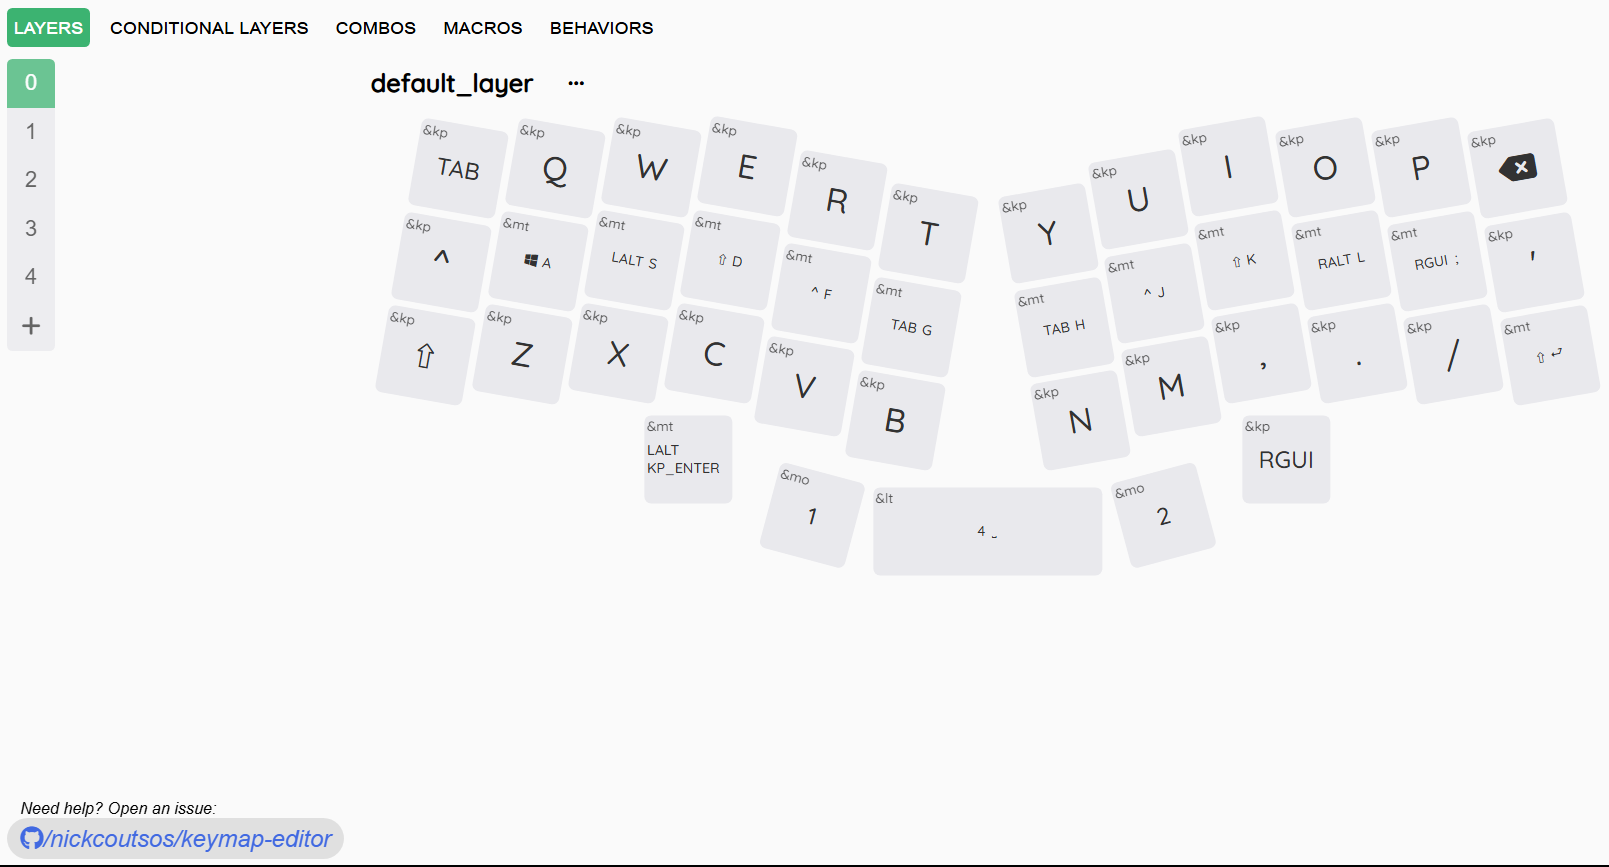 LAYERS CONDITIONAL LAYERS COMBOS MACROS BEHAVIORS
0
1
2
3
4
+
default_layer ...
&kp TAB &kp Q &kp W &kp E &kp R &kp T &kp Y &kp U &kp I &kp O &kp P &kp
&kp ^ &mt A &mt LALT S &mt ⇧ D &mt ^ F &mt TAB G &mt TAB H &mt ^ J &mt ⇧ K &mt RALT L &mt RGUI ; &kp '
&kp ⇧ &kp Z &kp X &kp C &kp V &kp B &kp N &kp M &kp , &kp . &kp / &mt ⇧ ⏎
&mt LALT KP_ENTER &mo 1 &lt 4 ⎵ &mo 2 &kp RGUI
Need help? Open an issue:
/nickcoutsos/keymap-editor